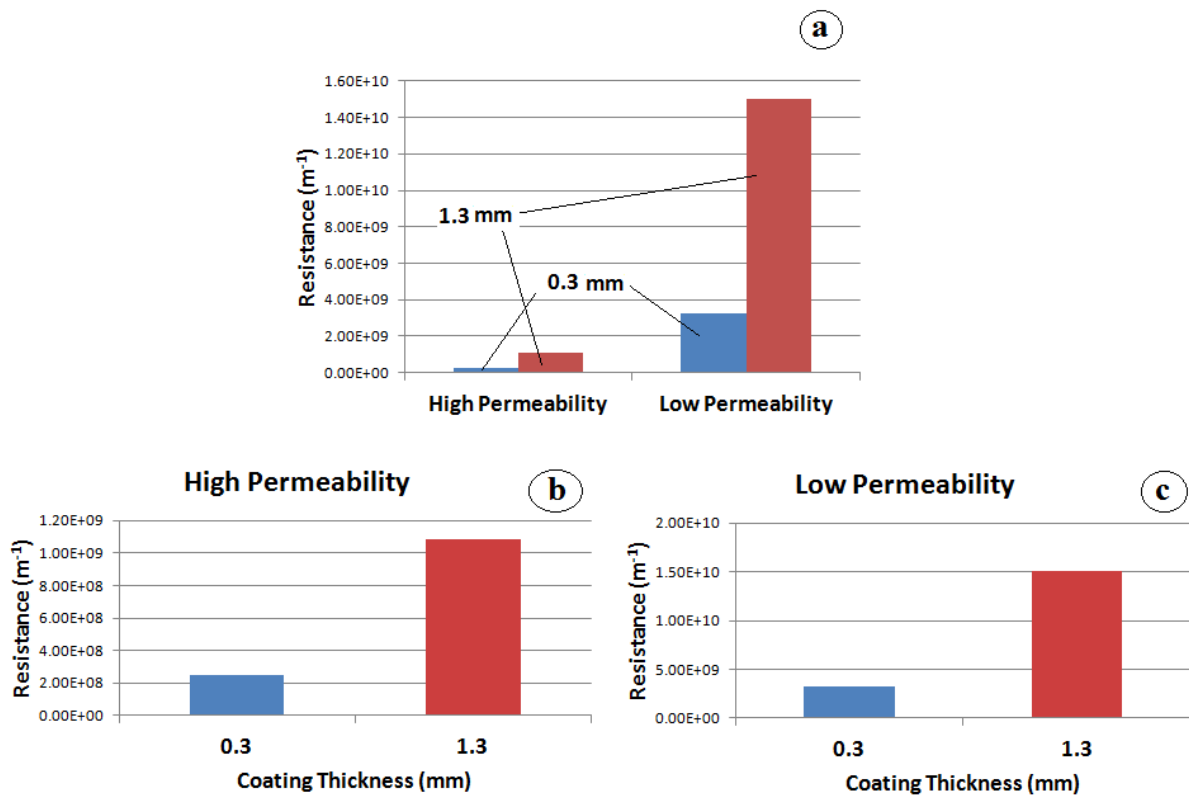 a
1.60E+10
1.40E+10
1.20E+10
1.00E+10
8.00E+09
6.00E+09
4.00E+09
2.00E+09
0.00E+00
Resistance (m⁻¹)
1.3 mm
0.3 mm
High Permeability Low Permeability
High Permeability
b
1.20E+09
1.00E+09
8.00E+08
6.00E+08
4.00E+08
2.00E+08
0.00E+00
Resistance (m⁻¹)
0.3 1.3
Coating Thickness (mm)
Low Permeability
c
2.00E+10
1.50E+10
1.00E+10
5.00E+09
0.00E+00
Resistance (m⁻¹)
0.3 1.3
Coating Thickness (mm)